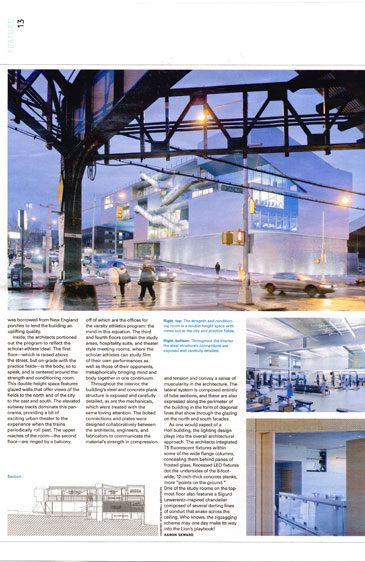 FEATURE
13
was borrowed from New England
porches to lend the building an
uplifting quality.
Inside, the architects portioned
out the program to reflect the
scholar-athlete ideal. The first
floor—which is raised above
the street, but on grade with the
practice fields—is the body, so to
speak, and is centered around the
strength and conditioning room.
This double-height space features
glazed walls that offer views of the
fields to the north and of the city
to the east and south. The elevated
subway tracks dominate this pan-
orama, providing a bit of
exciting urban theater to the
experience when the trains
periodically roll past. The upper
reaches of the room—the second
floor—are ringed by a balcony,
off of which are the offices for
the varsity athletics program: the
mind in this equation. The third
and fourth floors contain the study
areas, hospitality suite, and theater
style meeting rooms, where the
scholar-athletes can study film
of their own performances as
well as those of their opponents,
metaphorically bringing mind and
body together in one continuum.
Throughout the interior, the
building's steel and concrete plank
structure is exposed and carefully
detailed, as are the mechanicals,
which were treated with the
same loving attention. The bolted
connections and plates were
designed collaboratively between
the architects, engineers, and
fabricators to communicate the
material's strength in compression
Right, top: The strength and condition-
ing room is a double height space with
views out to the city and practice fields.
Right, bottom: Throughout the interior
the steel structure's connections are
exposed and carefully detailed.
and tension and convey a sense of
muscularity in the architecture. The
lateral system is composed entirely
of tube sections, and these are also
expressed along the perimeter of
the building in the form of diagonal
lines that show through the glazing
on the north and south facades.
As one would expect of a
Holl building, the lighting design
plays into the overall architectural
approach. The architects integrated
T5 fluorescent fixtures within
some of the wide flange columns,
concealing them behind panes of
frosted glass. Recessed LED fixtures
dot the undersides of the 8-foot-
wide, 12-inch-thick concrete planks,
more "points on the ground."
One of the study rooms on the top-
most floor also features a Sigurd
Lewerentz-inspired chandelier
composed of several darting lines
of conduit that snake across the
ceiling. Who knows, the zigzagging
scheme may one day make its way
into the Lion's playbook!
AARON SEWARD
Section